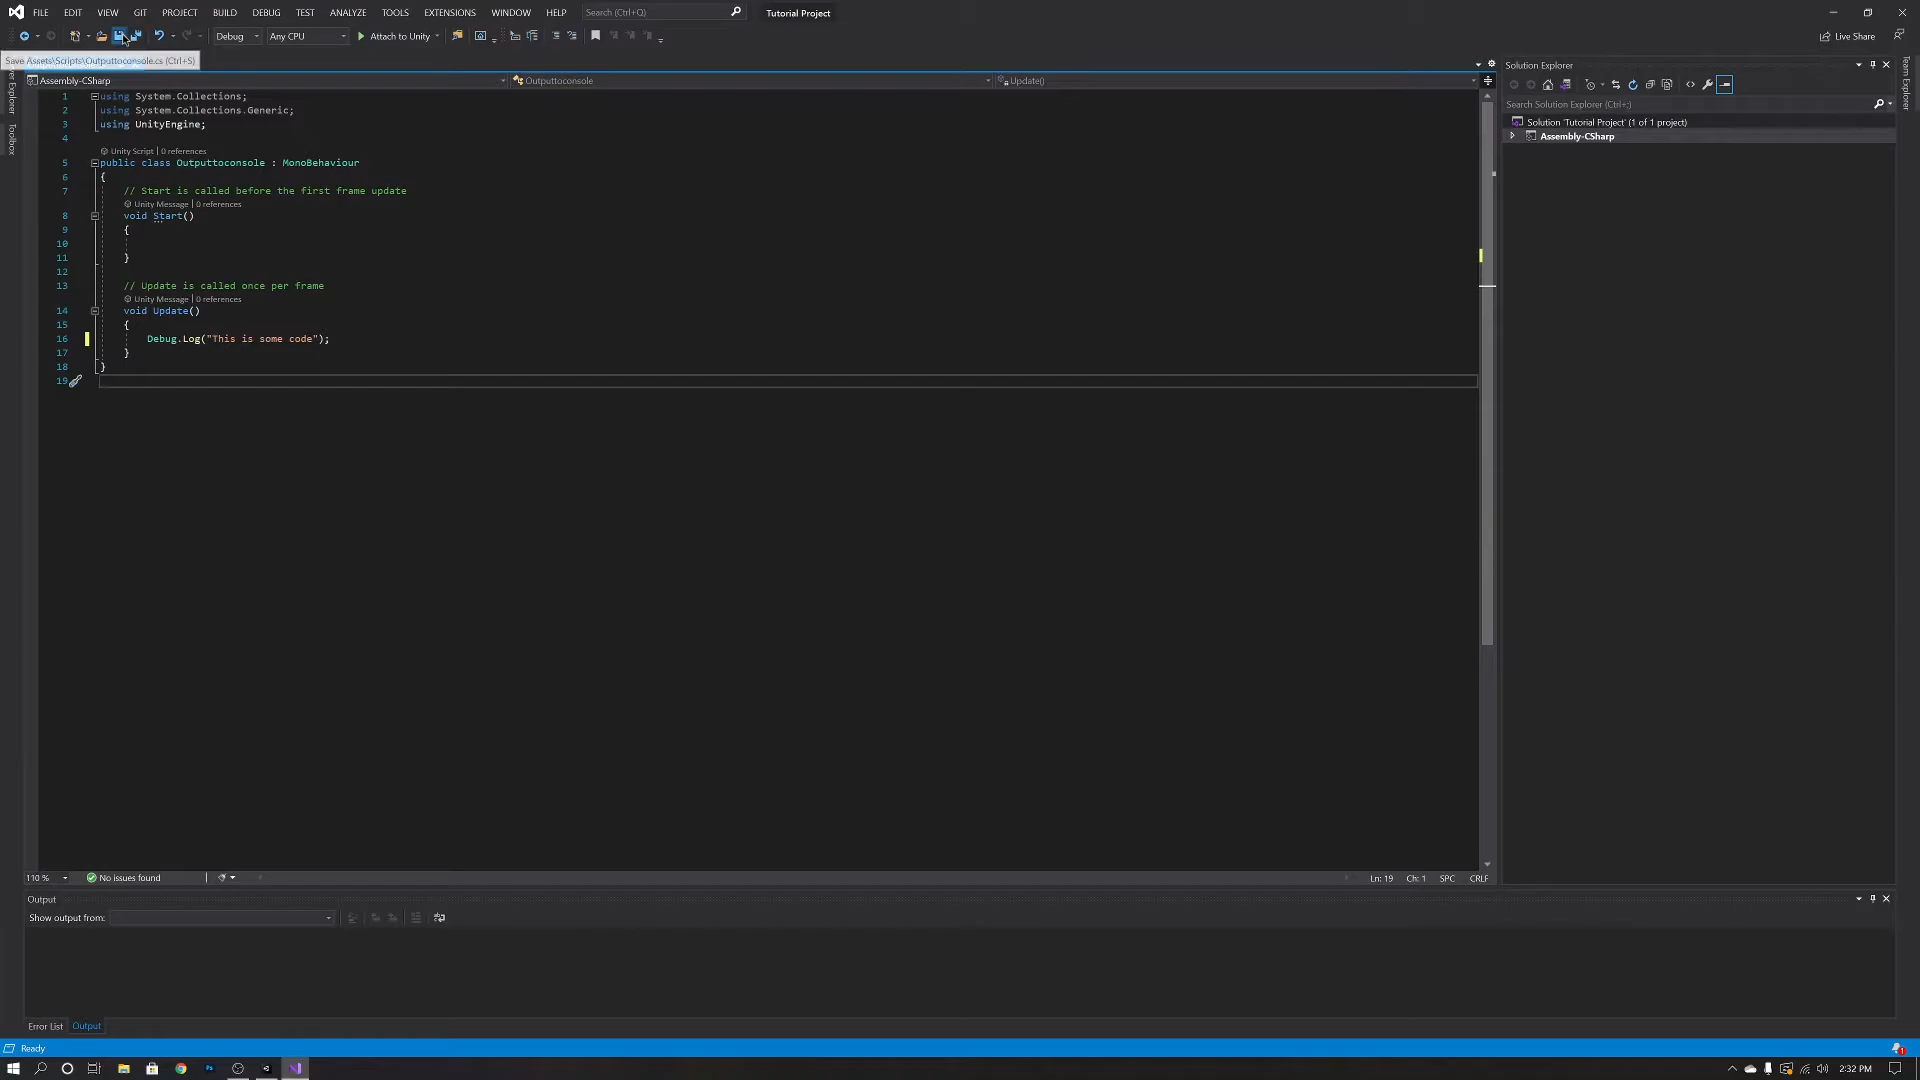 FILE EDIT VIEW GIT PROJECT BUILD DEBUG TEST ANALYZE TOOLS EXTENSIONS WINDOW HELP Search (Ctrl+Q) Tutorial Project
Debug Any CPU Attach to Unity Live Share
Save Assets\Scripts\Outputtoconsole.cs (Ctrl+S)
Assembly-CSharp Outputtoconsole Update()
Server Explorer
Toolbox
1 using System.Collections;
2 using System.Collections.Generic;
3 using UnityEngine;
4
Unity Script | 0 references
5 public class Outputtoconsole : MonoBehaviour
6 {
7 // Start is called before the first frame update
Unity Message | 0 references
8 void Start()
9 {
10
11 }
12
13 // Update is called once per frame
Unity Message | 0 references
14 void Update()
15 {
16 Debug.Log("This is some code");
17 }
18 }
19
110 % No issues found Ln: 19 Ch: 1 SPC CRLF
Solution Explorer
Search Solution Explorer (Ctrl+;)
Solution 'Tutorial Project' (1 of 1 project)
Assembly-CSharp
Team Explorer
Output
Show output from:
Error List Output
Ready 1
Ps 2:32 PM